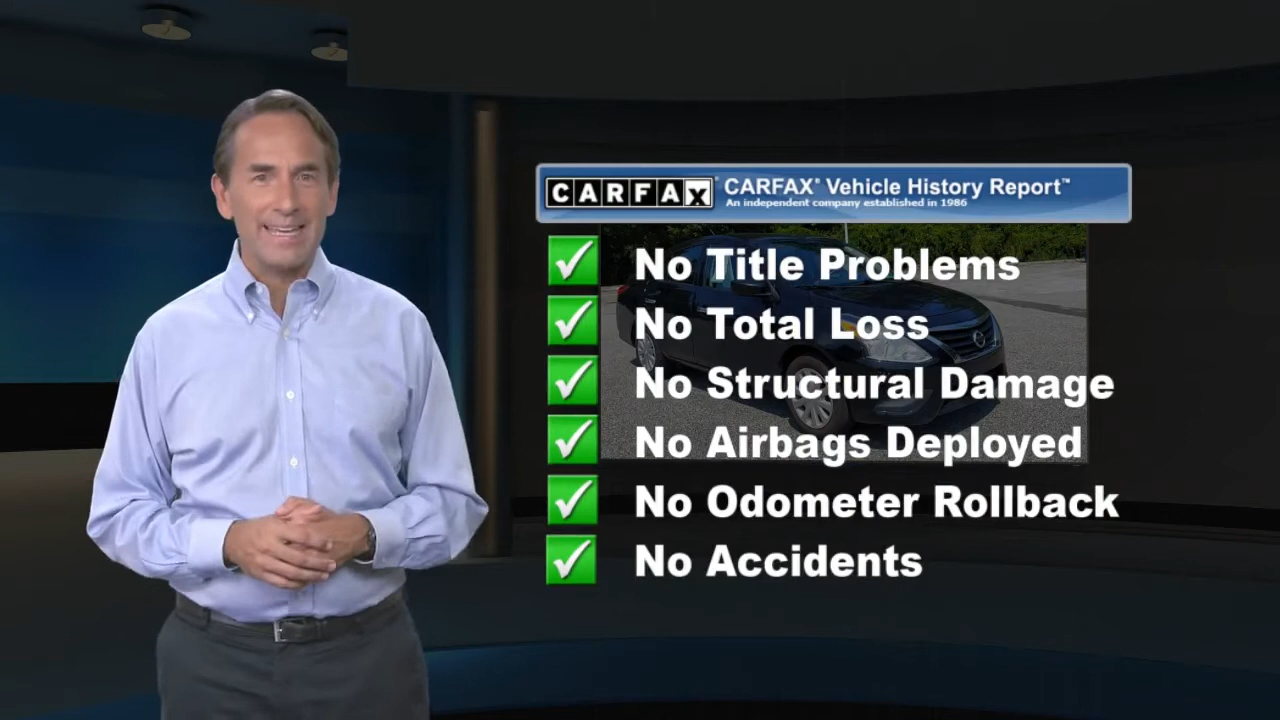 CARFAX® CARFAX® Vehicle History Report™
An independent company established in 1986
No Title Problems
No Total Loss
No Structural Damage
No Airbags Deployed
No Odometer Rollback
No Accidents